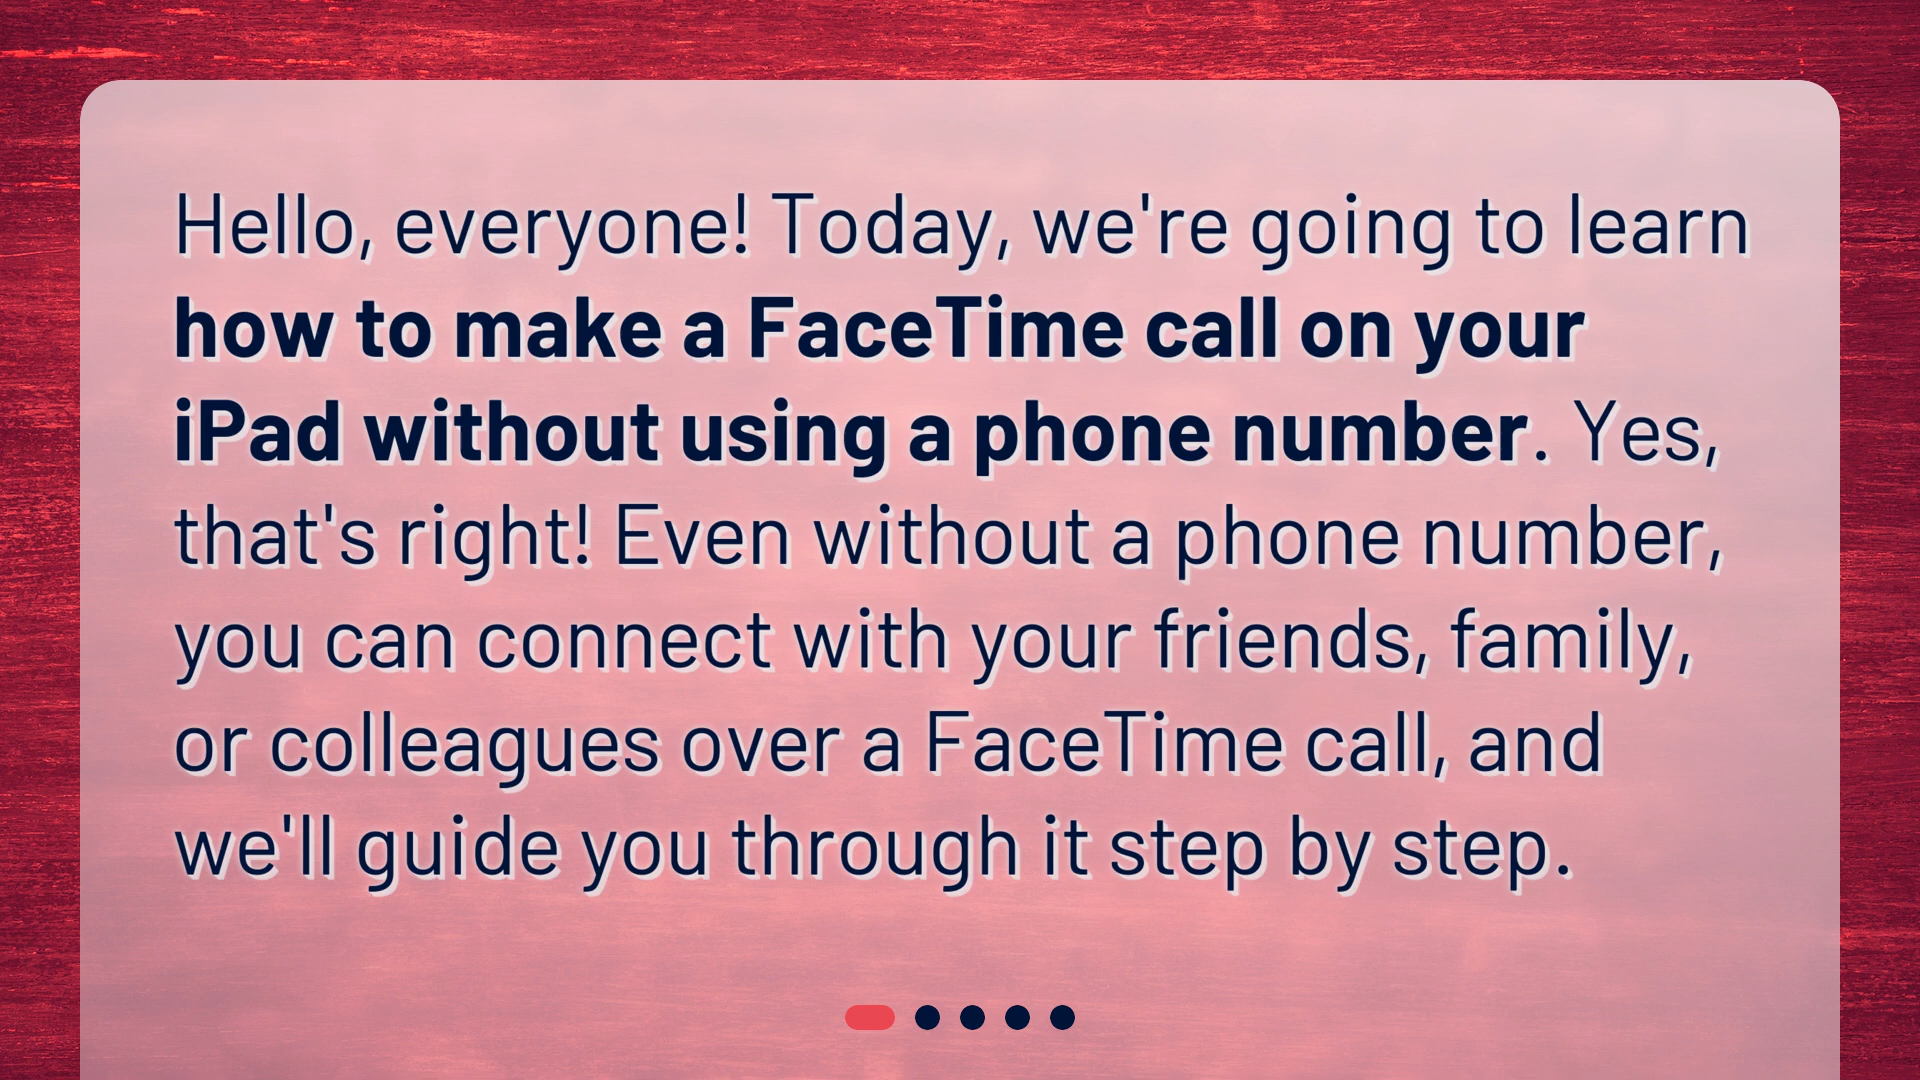 Hello, everyone! Today, we're going to learn
how to make a FaceTime call on your
iPad without using a phone number. Yes,
that's right! Even without a phone number,
you can connect with your friends, family,
or colleagues over a FaceTime call, and
we'll guide you through it step by step.